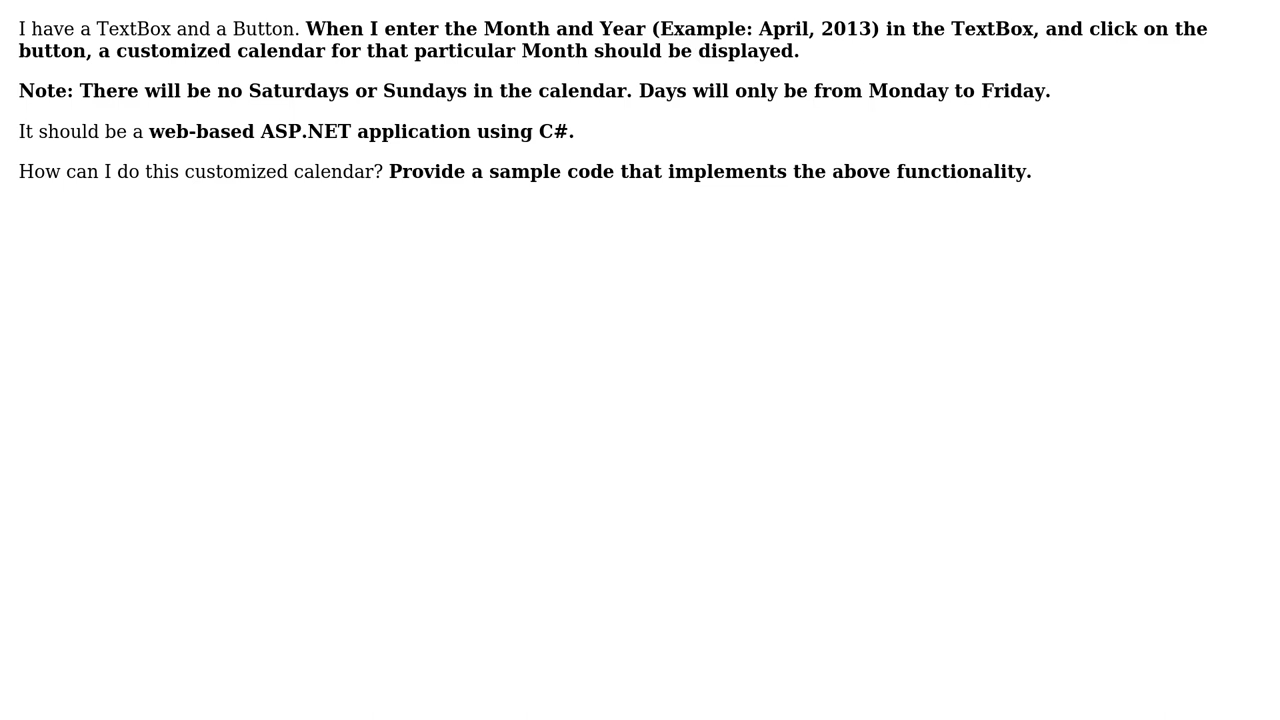 I have a TextBox and a Button. When I enter the Month and Year (Example: April, 2013) in the TextBox, and click on the
button, a customized calendar for that particular Month should be displayed.
Note: There will be no Saturdays or Sundays in the calendar. Days will only be from Monday to Friday.
It should be a web-based ASP.NET application using C#.
How can I do this customized calendar? Provide a sample code that implements the above functionality.